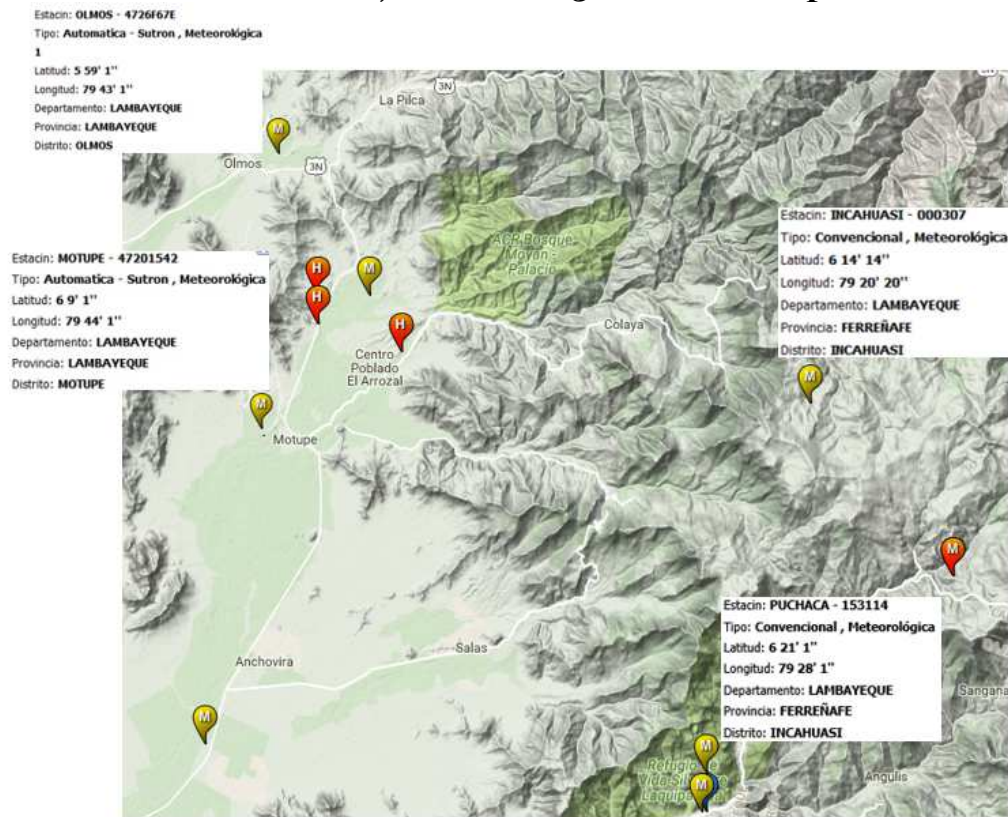 Estacin: OLMOS - 4726F67E
Tipo: Automatica - Sutron , Meteorológica
1
Latitud: 5 59' 1''
Longitud: 79 43' 1''
Departamento: LAMBAYEQUE
Provincia: LAMBAYEQUE
Distrito: OLMOS
3N
3N
La Pilca
M
Olmos
3N
Estacin: INCAHUASI - 000307
Tipo: Convencional , Meteorológica
Latitud: 6 14' 14''
Longitud: 79 20' 20''
Departamento: LAMBAYEQUE
Provincia: FERREÑAFE
Distrito: INCAHUASI
ACR Bosque
Moyan -
Palacio
Estacin: MOTUPE - 47201542
Tipo: Automatica - Sutron , Meteorológica
Latitud: 6 9' 1''
Longitud: 79 44' 1''
Departamento: LAMBAYEQUE
Provincia: LAMBAYEQUE
Distrito: MOTUPE
H
M
H
H
Colaya
Centro
Poblado
El Arrozal
M
M
Motupe
M
Estacin: PUCHACA - 153114
Tipo: Convencional , Meteorológica
Latitud: 6 21' 1''
Longitud: 79 28' 1''
Departamento: LAMBAYEQUE
Provincia: FERREÑAFE
Distrito: INCAHUASI
Salas
Anchovira
M
M
Refugio de
M
Angulis